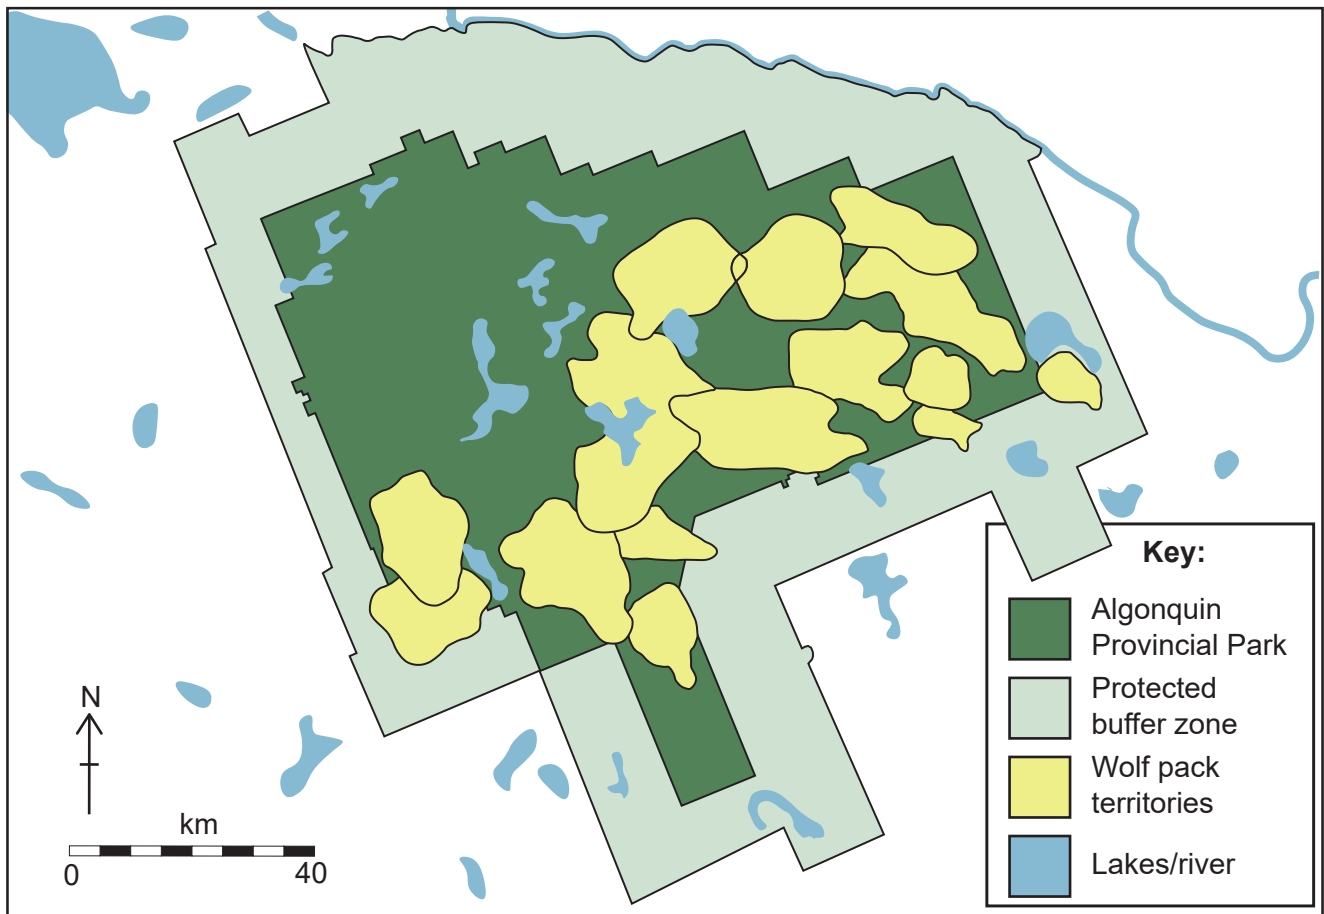 N
km
0
40
Key:
Algonquin
Provincial Park
Protected
buffer zone
Wolf pack
territories
Lakes/river